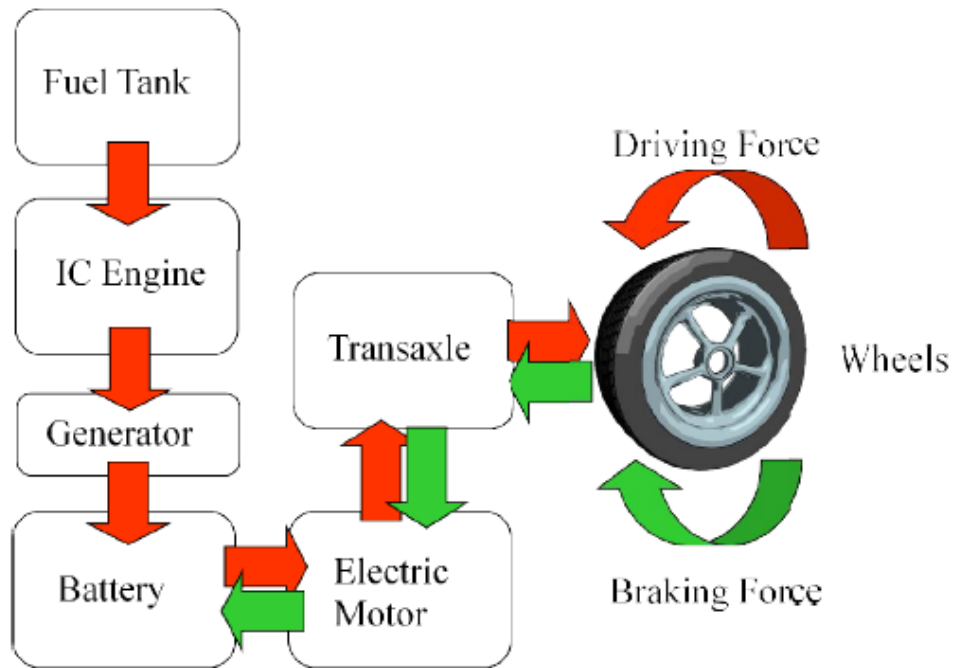 Fuel Tank
IC Engine
Generator
Battery
Electric
Motor
Transaxle
Driving Force
Wheels
Braking Force